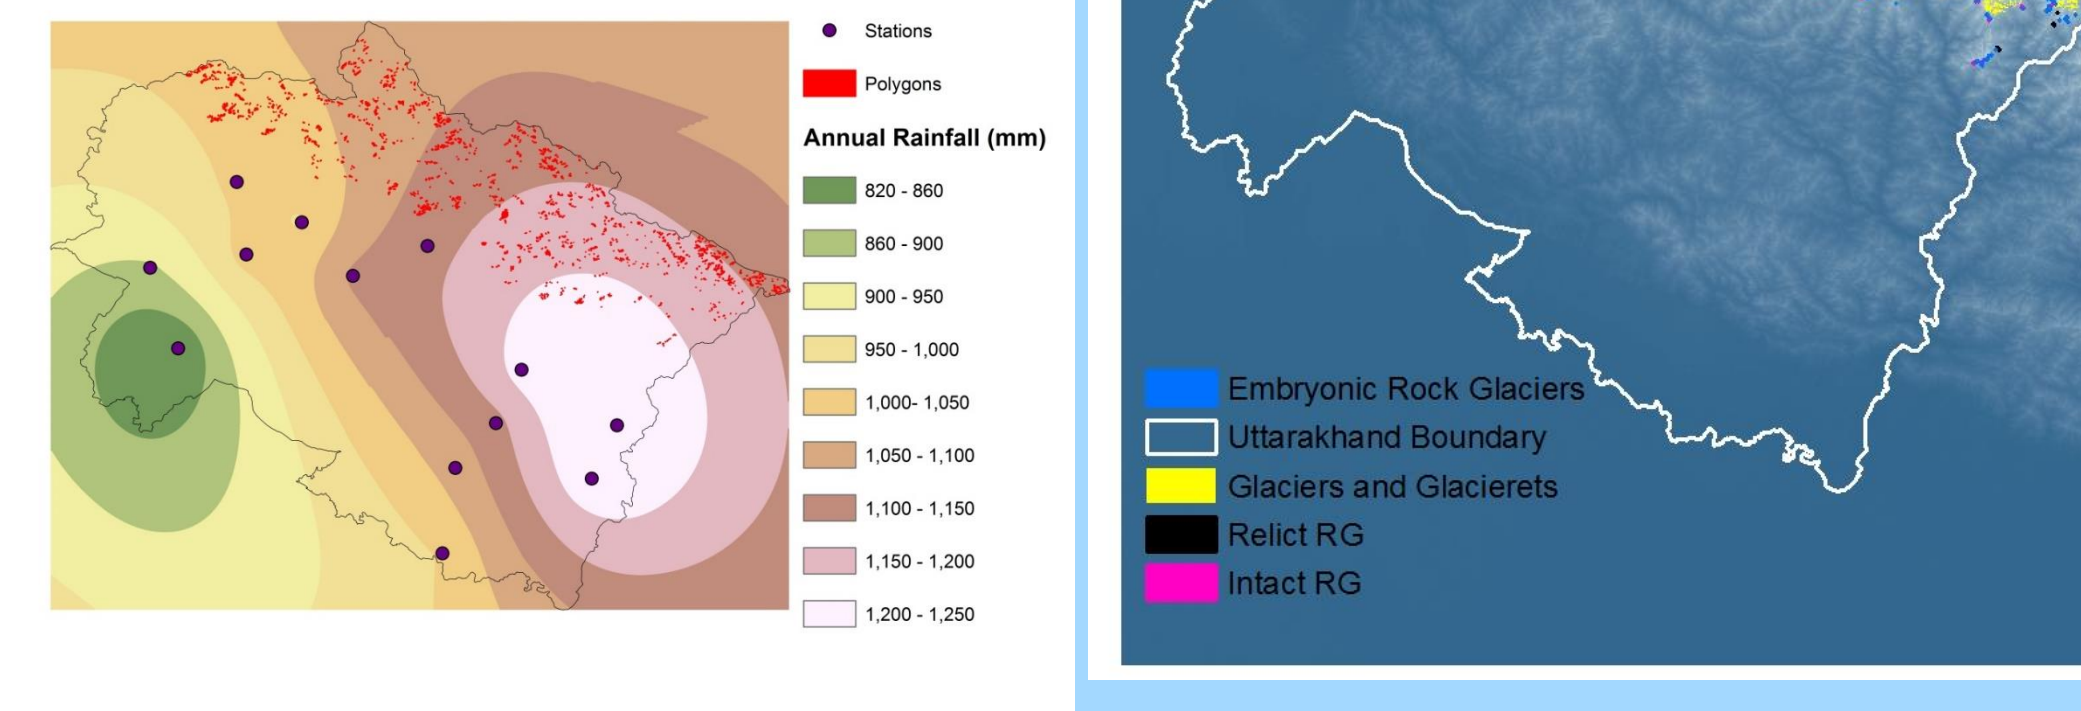 Stations
Polygons
Annual Rainfall (mm)
820 - 860
860 - 900
900 - 950
950 - 1,000
1,000- 1,050
1,050 - 1,100
1,100 - 1,150
1,150 - 1,200
1,200 - 1,250
Embryonic Rock Glaciers
Uttarakhand Boundary
Glaciers and Glacierets
Relict RG
Intact RG